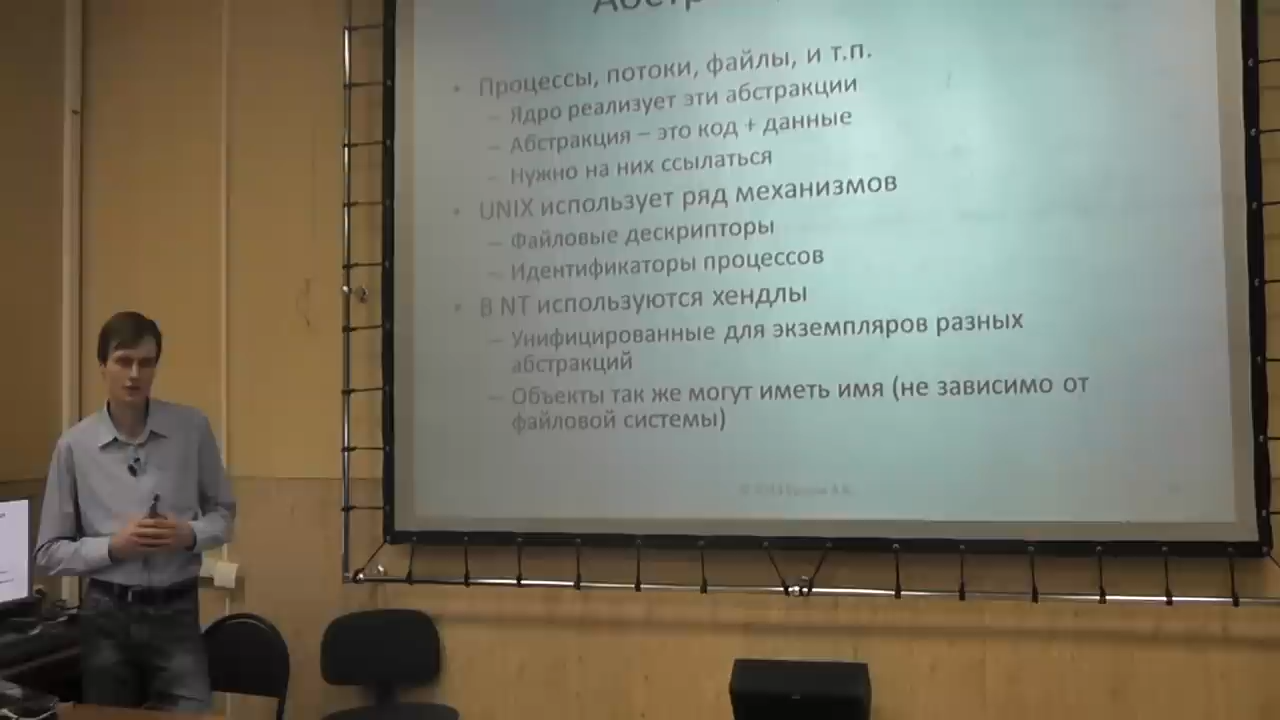 Процессы, потоки, файлы, и т.п.
– Ядро реализует эти абстракции
– Абстракция – это код + данные
– Нужно на них ссылаться
UNIX использует ряд механизмов
– Файловые дескрипторы
– Идентификаторы процессов
В NT используются хендлы
– Унифицированные для экземпляров разных
абстракций
– Объекты так же могут иметь имя (не зависимо от
файловой системы)